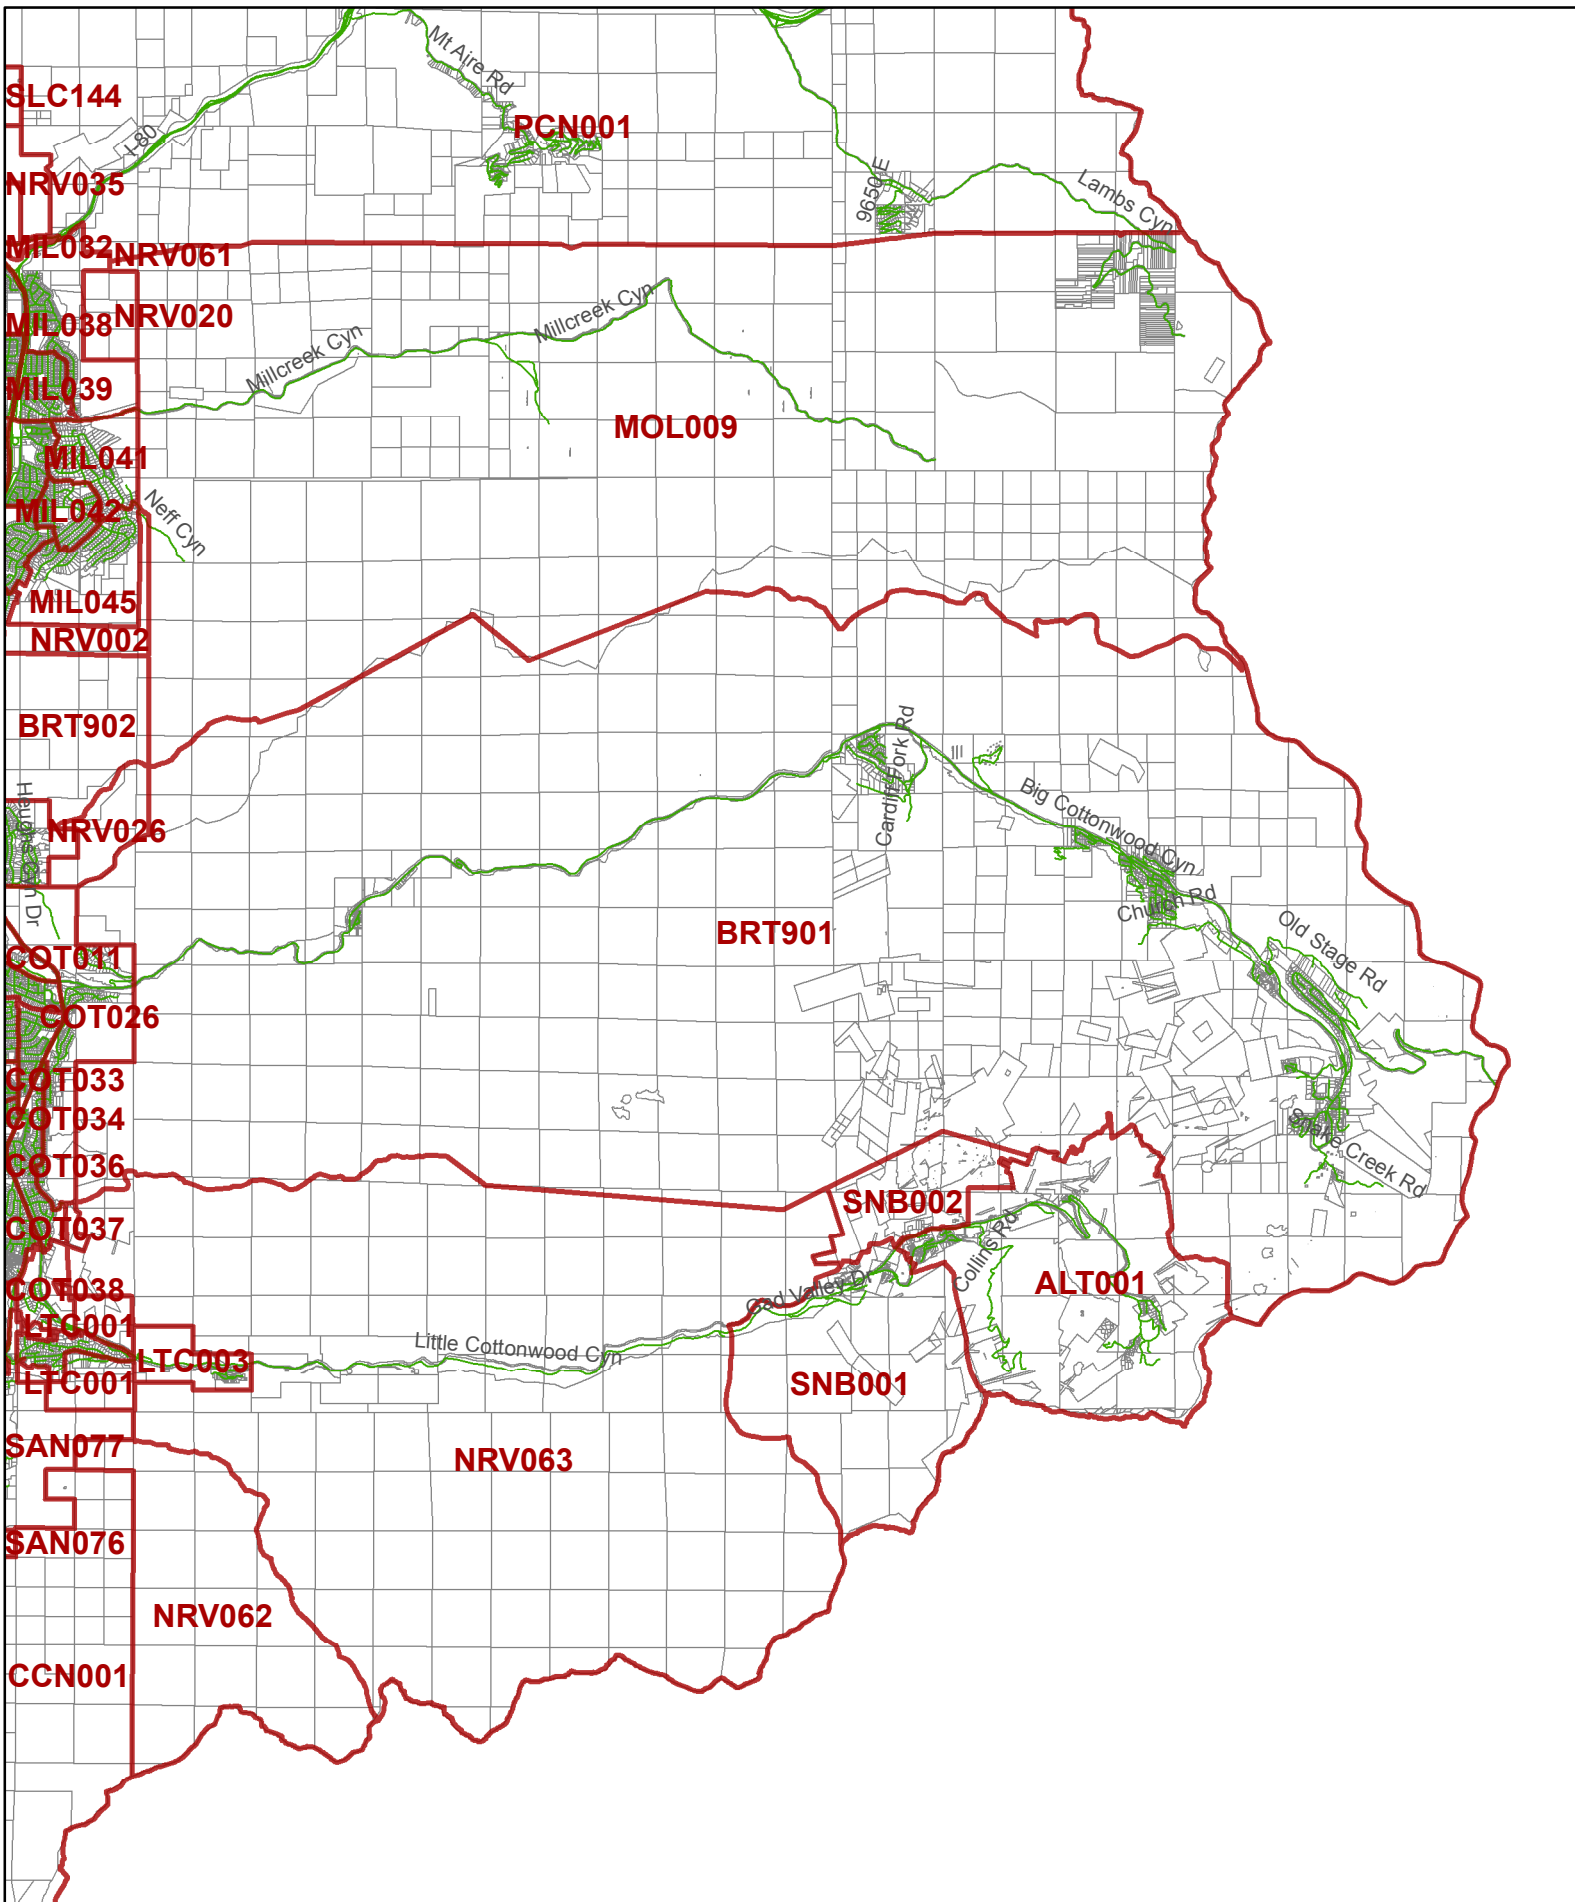 Mt Aire Rd
SLC144
PCN001
I-80
NRV035
9650 E
Lambs Cyn
MIL032
NRV061
NRV020
MIL038
Millcreek Cyn
Millcreek Cyn
MIL039
MOL009
MIL041
MIL042
Neff Cyn
MIL045
NRV002
BRT902
Cardiff Fork Rd
Big Cottonwood Cyn
Heughs Cyn Dr
NRV026
Church Rd
BRT901
Old Stage Rd
COT011
COT026
COT033
COT034
Snake Creek Rd
COT036
SNB002
COT037
Collins Rd
ALT001
COT038
Gad Valley Dr
LTC001
Little Cottonwood Cyn
LTC003
LTC001
SNB001
SAN077
NRV063
SAN076
NRV062
CCN001